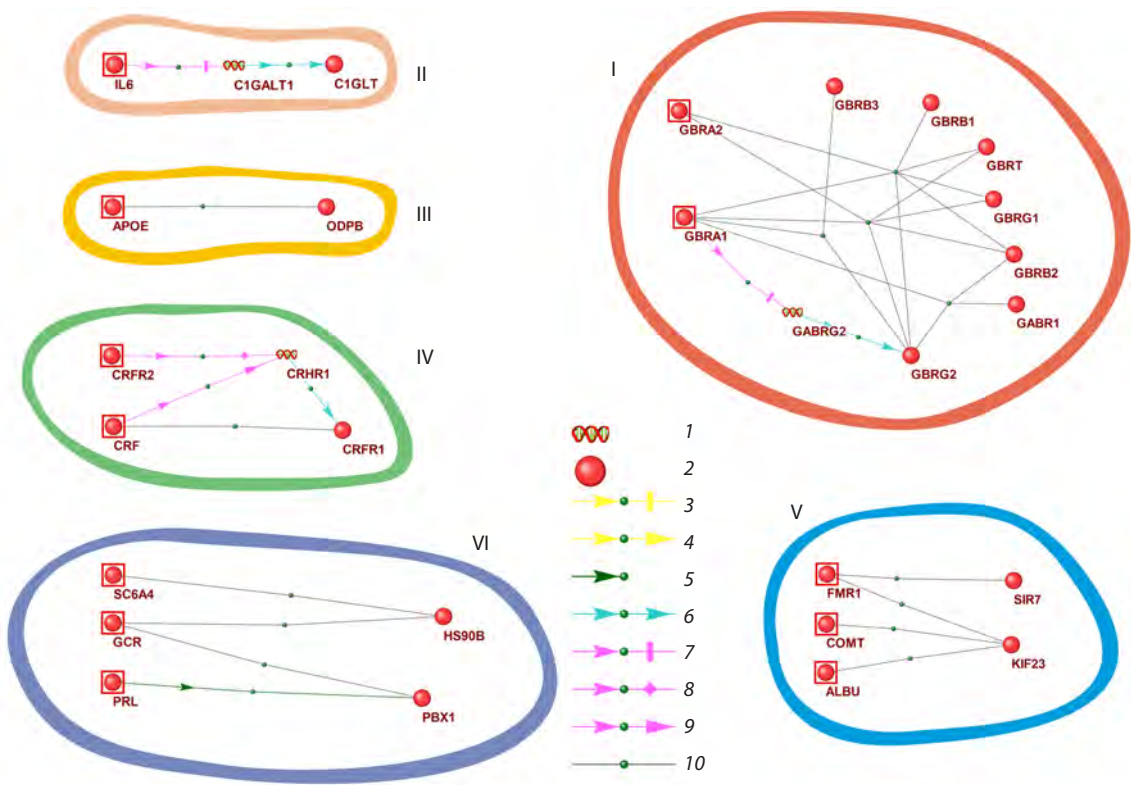 II
IL6
C1GALT1
C1GLT
III
APOE
ODPB
IV
CRFR2
CRHR1
CRF
CRFR1
VI
SC6A4
GCR
HS90B
PRL
PBX1
I
GBRB3
GBRB1
GBRA2
GBRT
GBRG1
GBRA1
GBRB2
GABR1
GABRG2
GBRG2
1
2
3
4
5
6
7
8
9
10
V
FMR1
SIR7
COMT
KIF23
ALBU